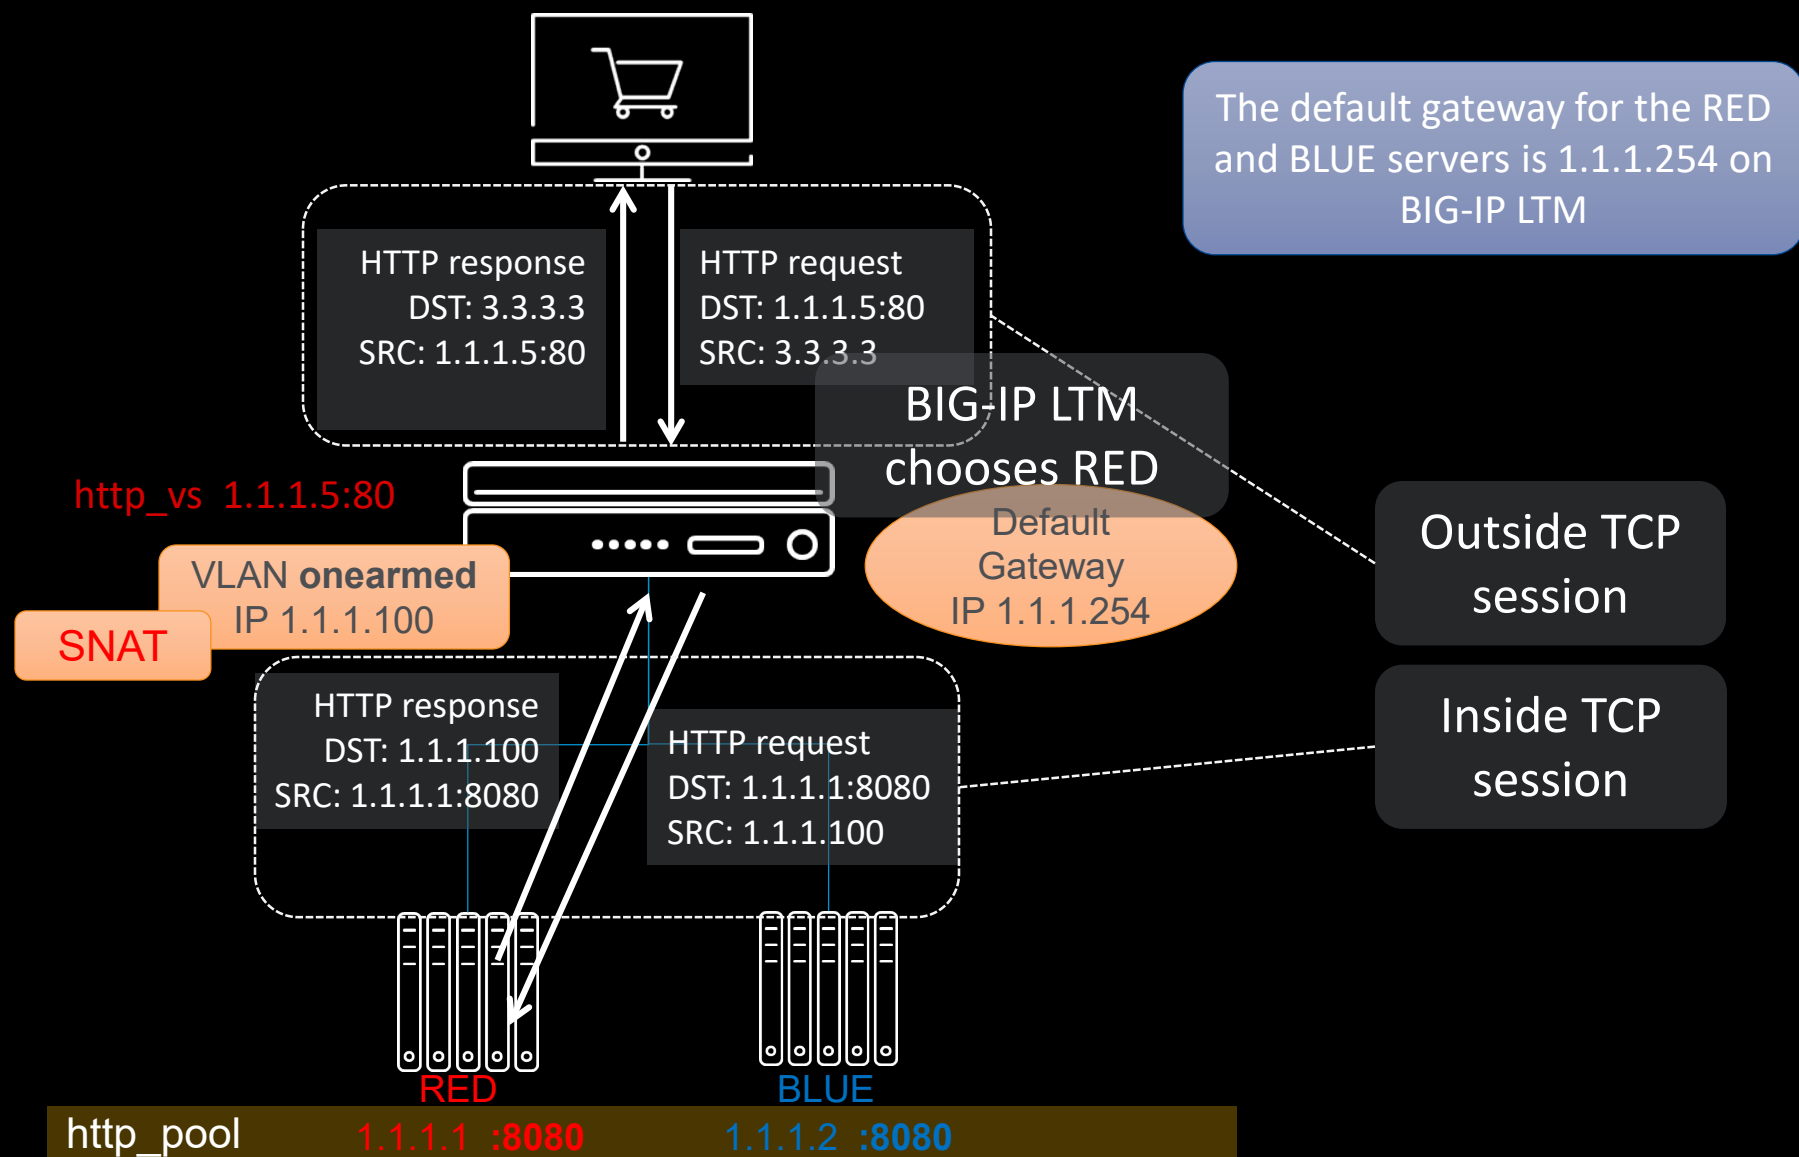 The default gateway for the RED
and BLUE servers is 1.1.1.254 on
BIG-IP LTM
HTTP response
DST: 3.3.3.3
SRC: 1.1.1.5:80
HTTP request
DST: 1.1.1.5:80
SRC: 3.3.3.3
BIG-IP LTM
chooses RED
http_vs 1.1.1.5:80
Default
Gateway
IP 1.1.1.254
VLAN onearmed
IP 1.1.1.100
SNAT
Outside TCP
session
HTTP response
DST: 1.1.1.100
SRC: 1.1.1.1:8080
HTTP request
DST: 1.1.1.1:8080
SRC: 1.1.1.100
Inside TCP
session
RED
BLUE
http_pool 1.1.1.1 :8080 1.1.1.2 :8080